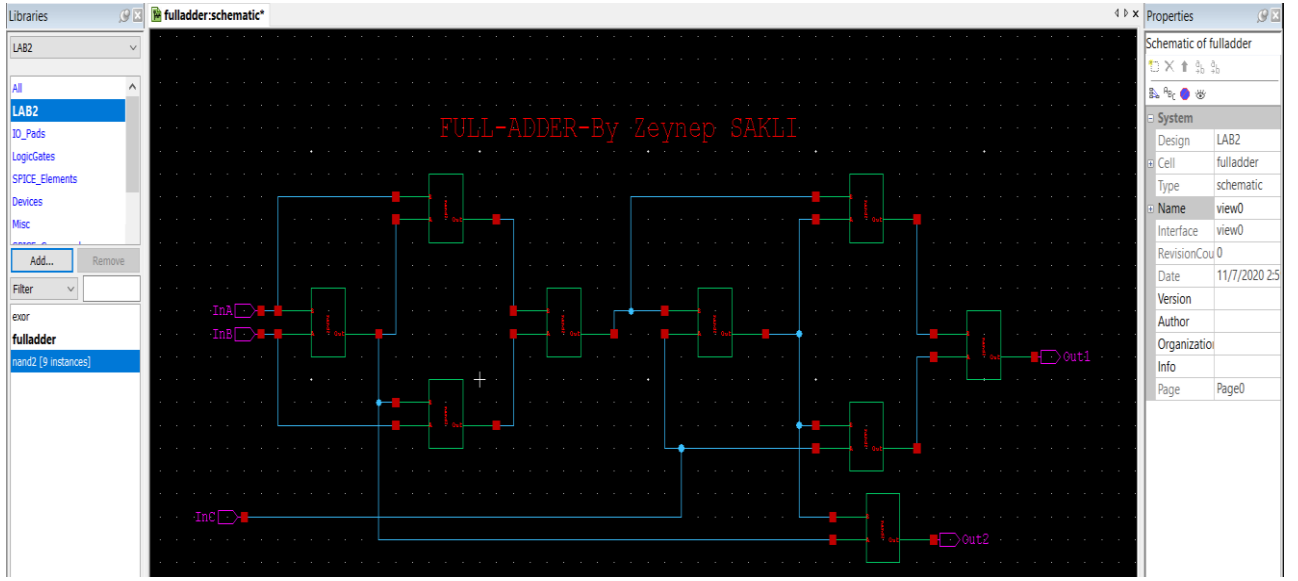 Libraries
fulladder:schematic*
Properties
LAB2
Schematic of fulladder
All
LAB2
IO_Pads
LogicGates
SPICE_Elements
Devices
Misc
Add...
Remove
Filter
exor
fulladder
nand2 [9 instances]
FULL-ADDER-By Zeynep SAKLI
InA
InB
InC
Out1
Out2
System
Design LAB2
Cell fulladder
Type schematic
Name view0
Interface view0
RevisionCou 0
Date 11/7/2020 2:5
Version
Author
Organizatio
Info
Page Page0